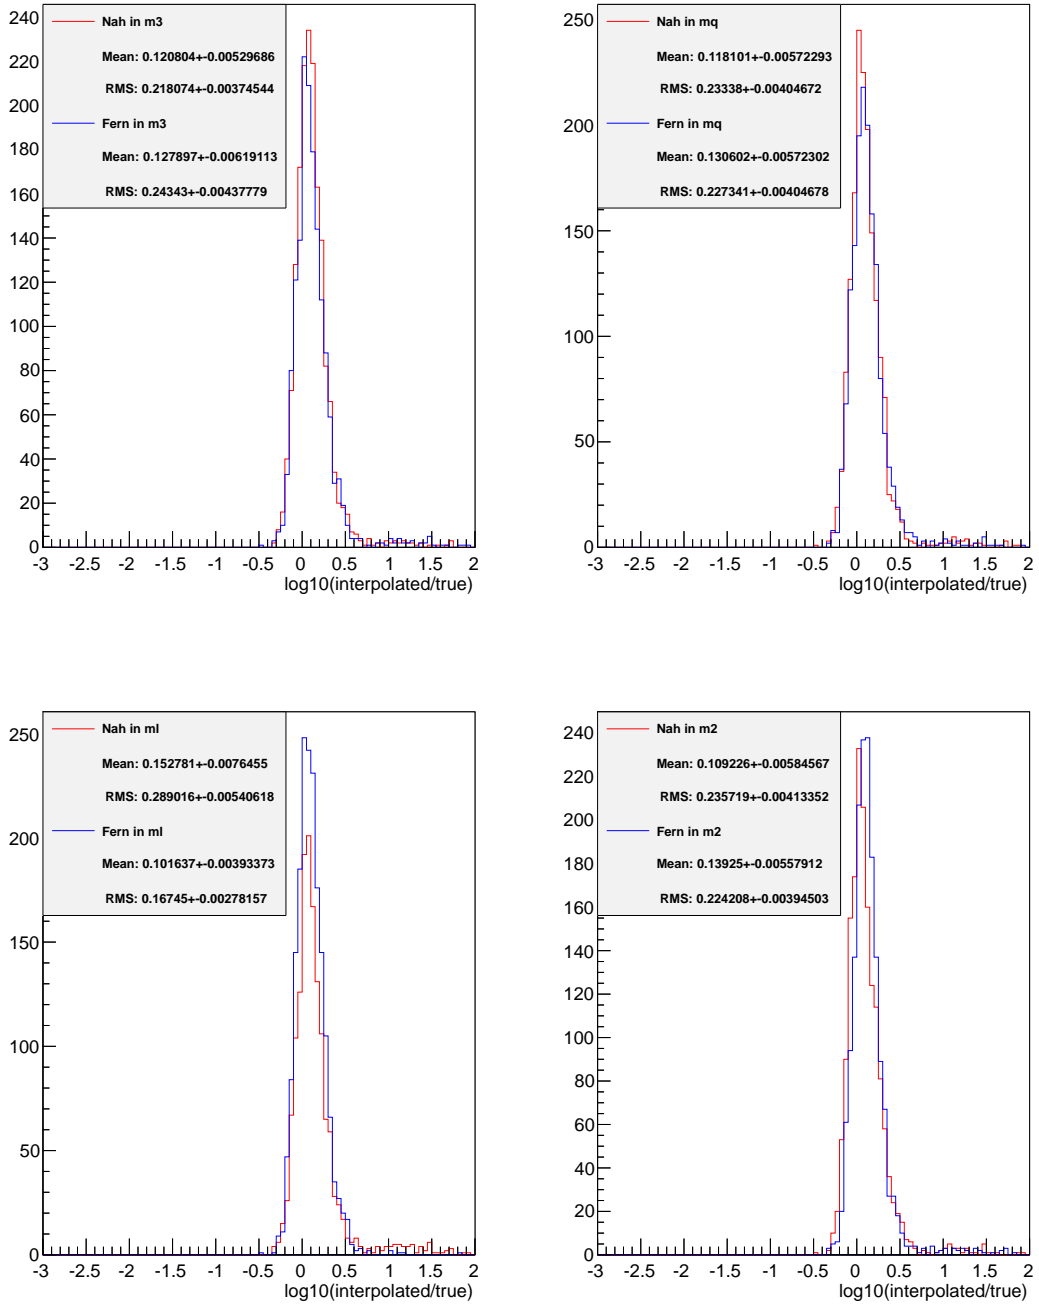 Nah in m3
Mean: 0.120804+-0.00529686
RMS: 0.218074+-0.00374544
Fern in m3
Mean: 0.127897+-0.00619113
RMS: 0.24343+-0.00437779
240
220
200
180
160
140
120
100
80
60
40
20
0
-3 -2.5 -2 -1.5 -1 -0.5 0 0.5 1 1.5 2
log10(interpolated/true)
Nah in mq
Mean: 0.118101+-0.00572293
RMS: 0.23338+-0.00404672
Fern in mq
Mean: 0.130602+-0.00572302
RMS: 0.227341+-0.00404678
250
200
150
100
50
0
-3 -2.5 -2 -1.5 -1 -0.5 0 0.5 1 1.5 2
log10(interpolated/true)
Nah in ml
Mean: 0.152781+-0.0076455
RMS: 0.289016+-0.00540618
Fern in ml
Mean: 0.101637+-0.00393373
RMS: 0.16745+-0.00278157
250
200
150
100
50
0
-3 -2.5 -2 -1.5 -1 -0.5 0 0.5 1 1.5 2
log10(interpolated/true)
Nah in m2
Mean: 0.109226+-0.00584567
RMS: 0.235719+-0.00413352
Fern in m2
Mean: 0.13925+-0.00557912
RMS: 0.224208+-0.00394503
240
220
200
180
160
140
120
100
80
60
40
20
0
-3 -2.5 -2 -1.5 -1 -0.5 0 0.5 1 1.5 2
log10(interpolated/true)